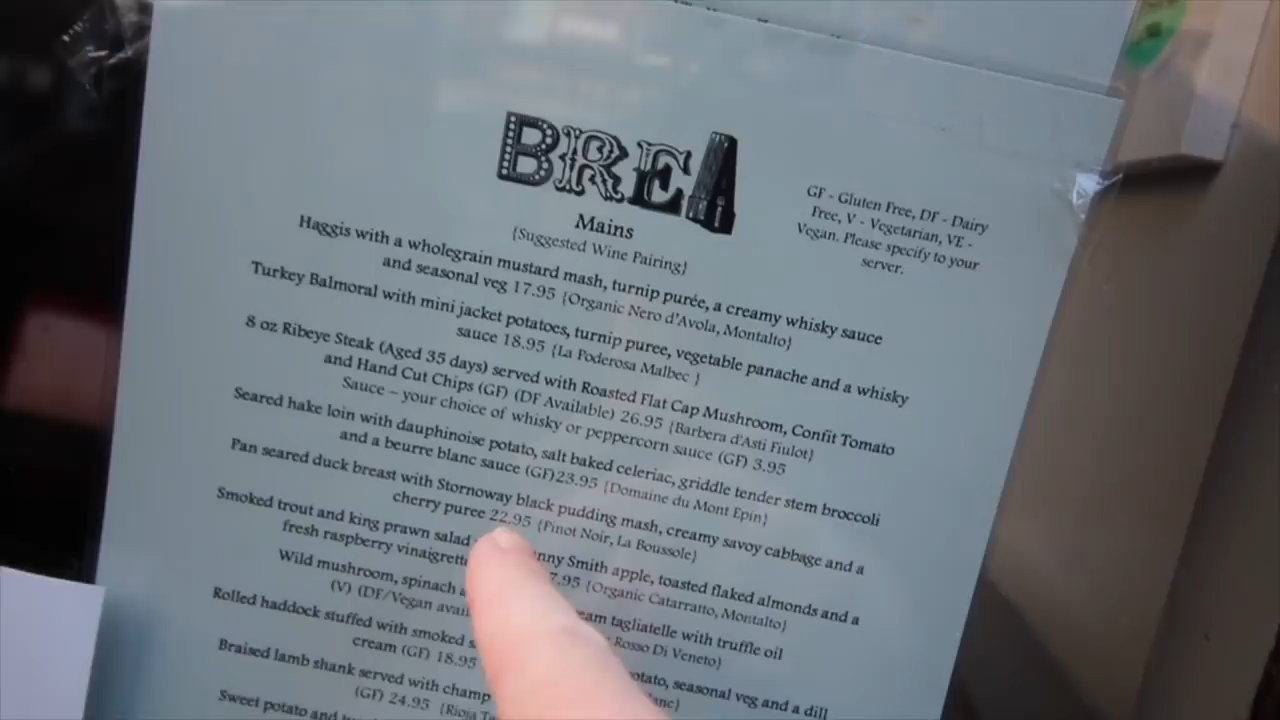 BREA
Mains
{Suggested Wine Pairing}
GF - Gluten Free, DF - Dairy
Free, V - Vegetarian, VE -
Vegan. Please specify to your
server.
Haggis with a wholegrain mustard mash, turnip purée, a creamy whisky sauce
and seasonal veg 17.95 {Organic Nero d'Avola, Montalto}
Turkey Balmoral with mini jacket potatoes, turnip puree, vegetable panache and a whisky
sauce 18.95 {La Poderosa Malbec }
8 oz Ribeye Steak (Aged 35 days) served with Roasted Flat Cap Mushroom, Confit Tomato
and Hand Cut Chips (GF) (DF Available) 26.95 {Barbera d'Asti Fiulot}
Sauce – your choice of whisky or peppercorn sauce (GF) 3.95
Seared hake loin with dauphinoise potato, salt baked celeriac, griddle tender stem broccoli
and a beurre blanc sauce (GF)23.95 {Domaine du Mont Epin}
Pan seared duck breast with Stornoway black pudding mash, creamy savoy cabbage and a
cherry puree 22.95 {Pinot Noir, La Boussole}
Smoked trout and king prawn salad Smith apple, toasted flaked almonds and a
fresh raspberry {Organic Catarratto, Montalto}
Wild mushroom, spinach tagliatelle with truffle oil
(V) (DF/Vegan Rosso Di Veneto}
Rolled haddock stuffed with smoked seasonal veg and a dill
cream (GF) 18.95
Braised lamb shank served with champ
(GF) 24.95 {Rioja
Sweet potato and